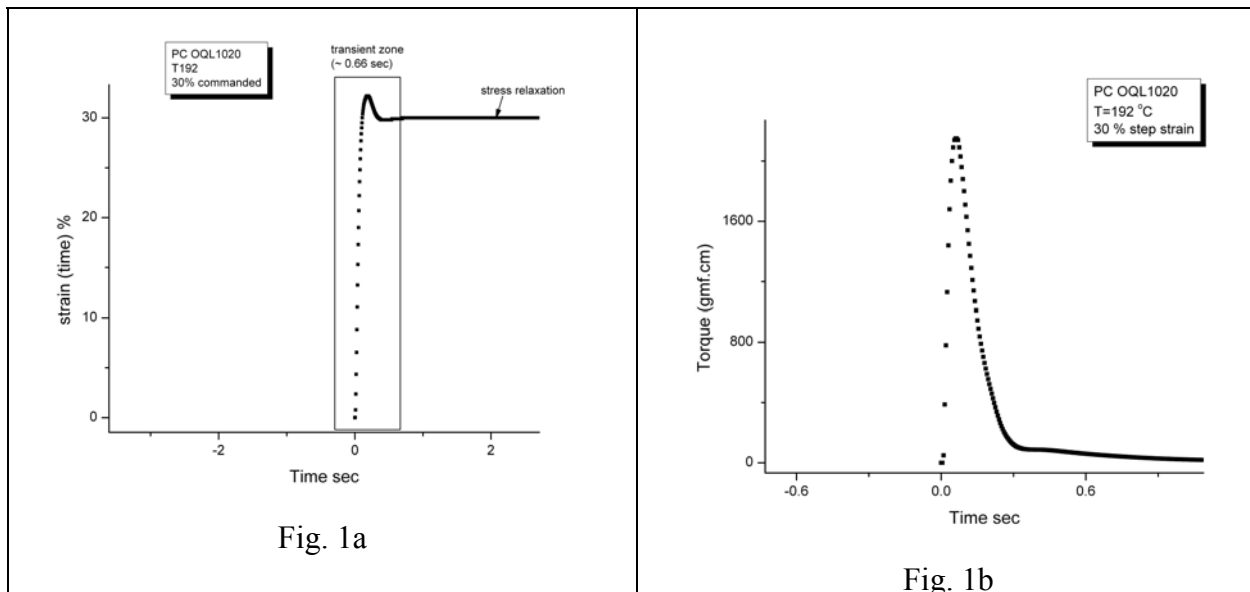 PC OQL1020
T192
30% commanded
transient zone
(~ 0.66 sec)
stress relaxation
30
20
10
0
strain (time) %
-2
0
2
Time sec
Fig. 1a
PC OQL1020
T=192 °C
30 % step strain
1600
800
0
Torque (gmf.cm)
-0.6
0.0
0.6
Time sec
Fig. 1b